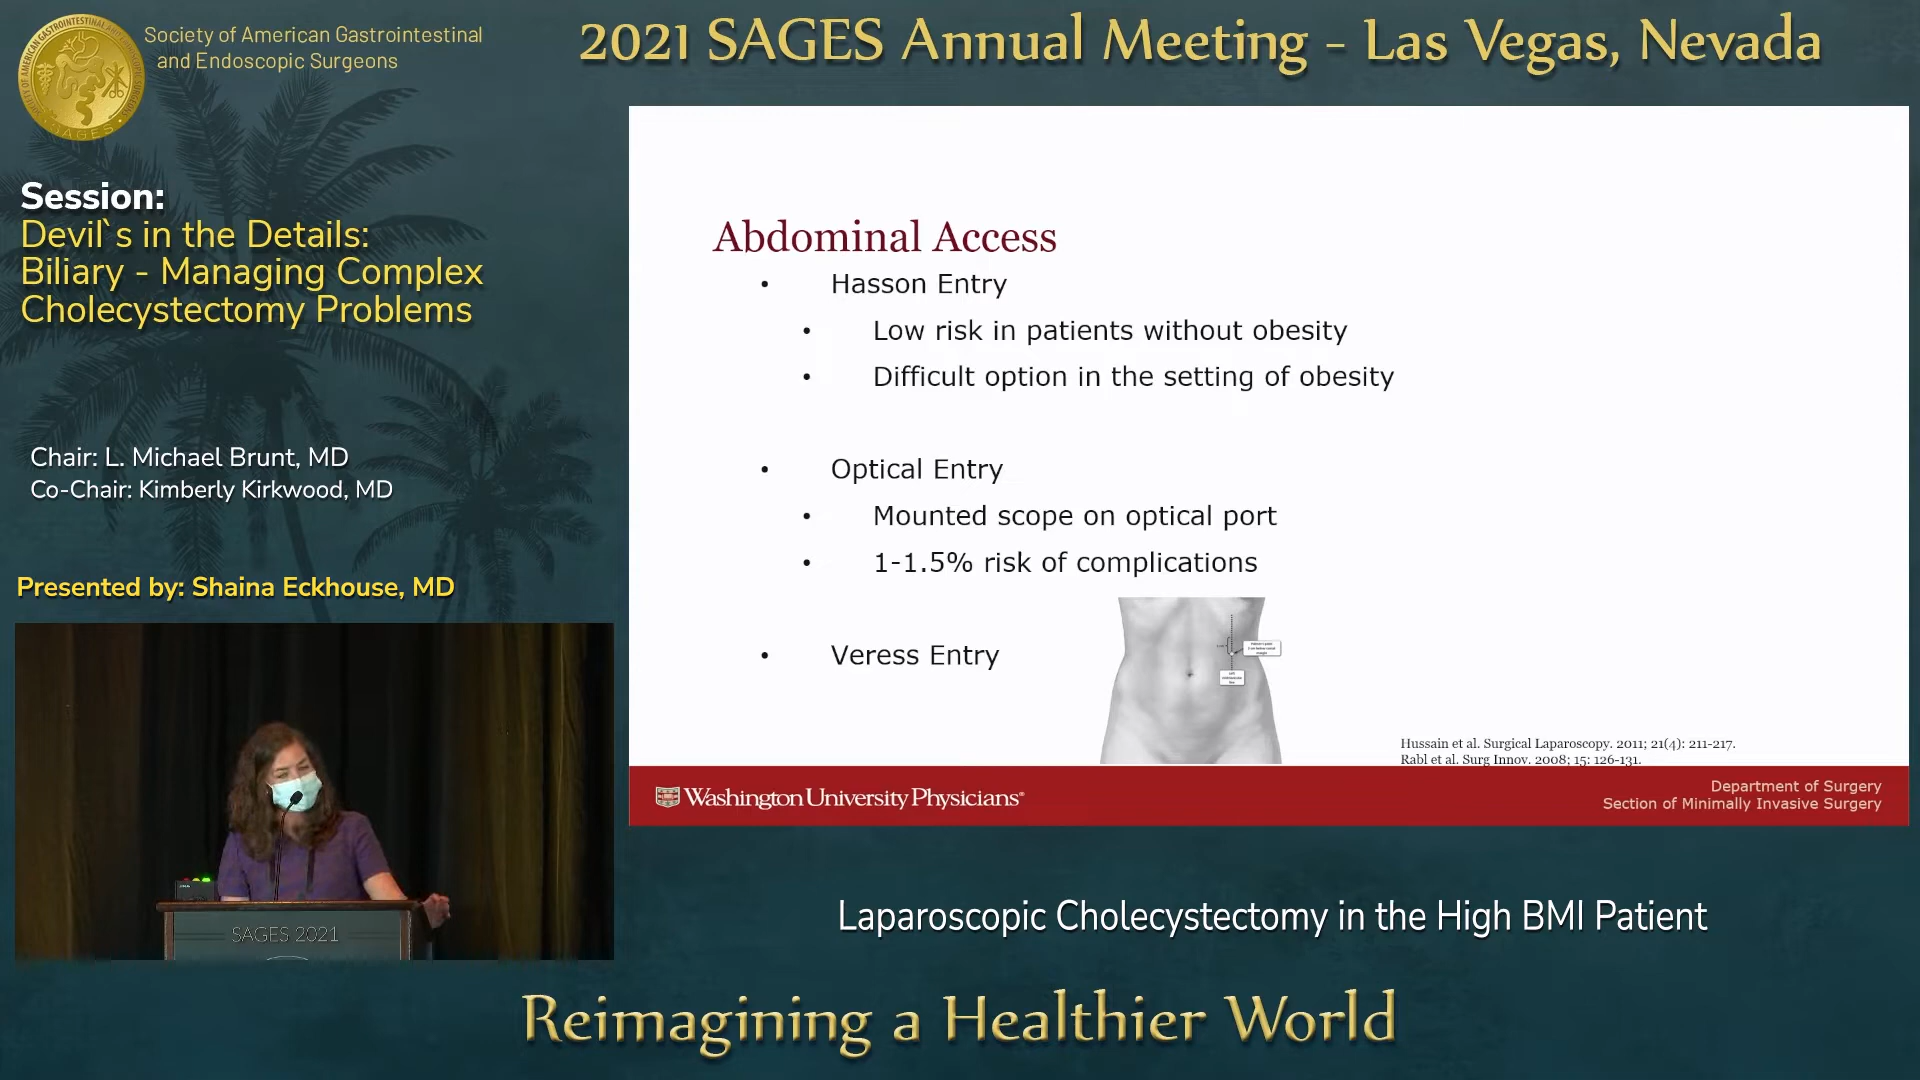 Society of American Gastrointestinal
and Endoscopic Surgeons
SAGES
2021 SAGES Annual Meeting - Las Vegas, Nevada
Session:
Devil`s in the Details:
Biliary - Managing Complex
Cholecystectomy Problems
Chair: L. Michael Brunt, MD
Co-Chair: Kimberly Kirkwood, MD
Presented by: Shaina Eckhouse, MD
SAGES 2021
Abdominal Access
• Hasson Entry
• Low risk in patients without obesity
• Difficult option in the setting of obesity
• Optical Entry
• Mounted scope on optical port
• 1-1.5% risk of complications
• Veress Entry
Hussain et al. Surgical Laparoscopy. 2011; 21(4): 211-217.
Rabl et al. Surg Innov. 2008; 15: 126-131.
Washington University Physicians®
Department of Surgery
Section of Minimally Invasive Surgery
Laparoscopic Cholecystectomy in the High BMI Patient
Reimagining a Healthier World